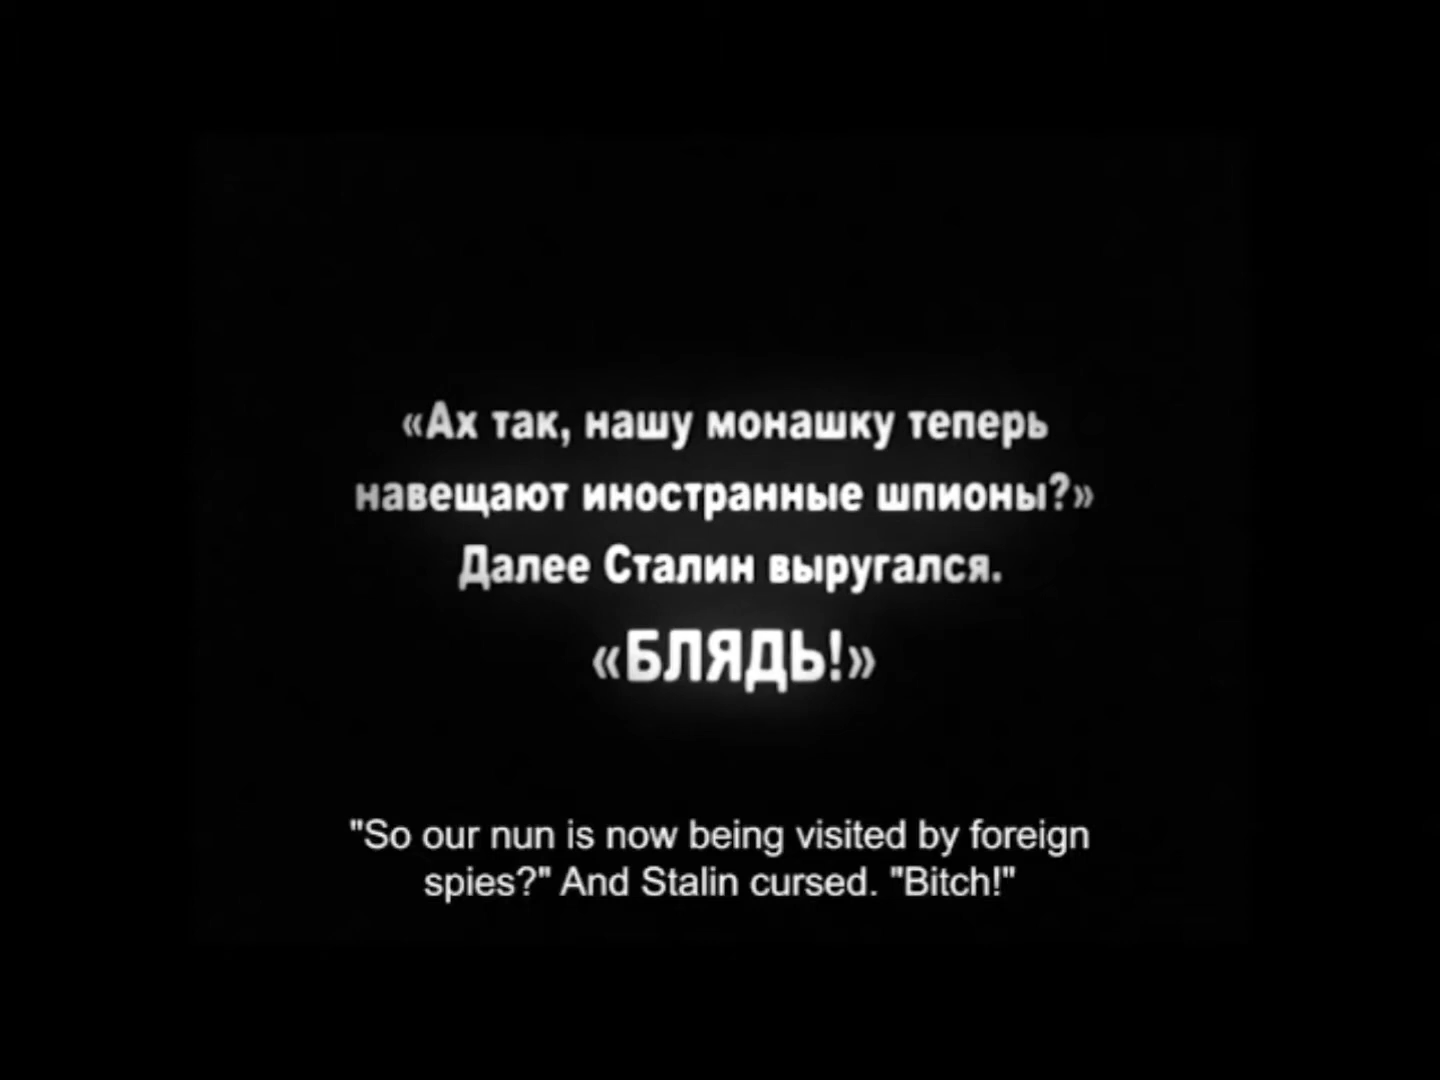 «Ах так, нашу монашку теперь
навещают иностранные шпионы?»
Далее Сталин выругался.
«БЛЯДЬ!»
"So our nun is now being visited by foreign
spies?" And Stalin cursed. "Bitch!"